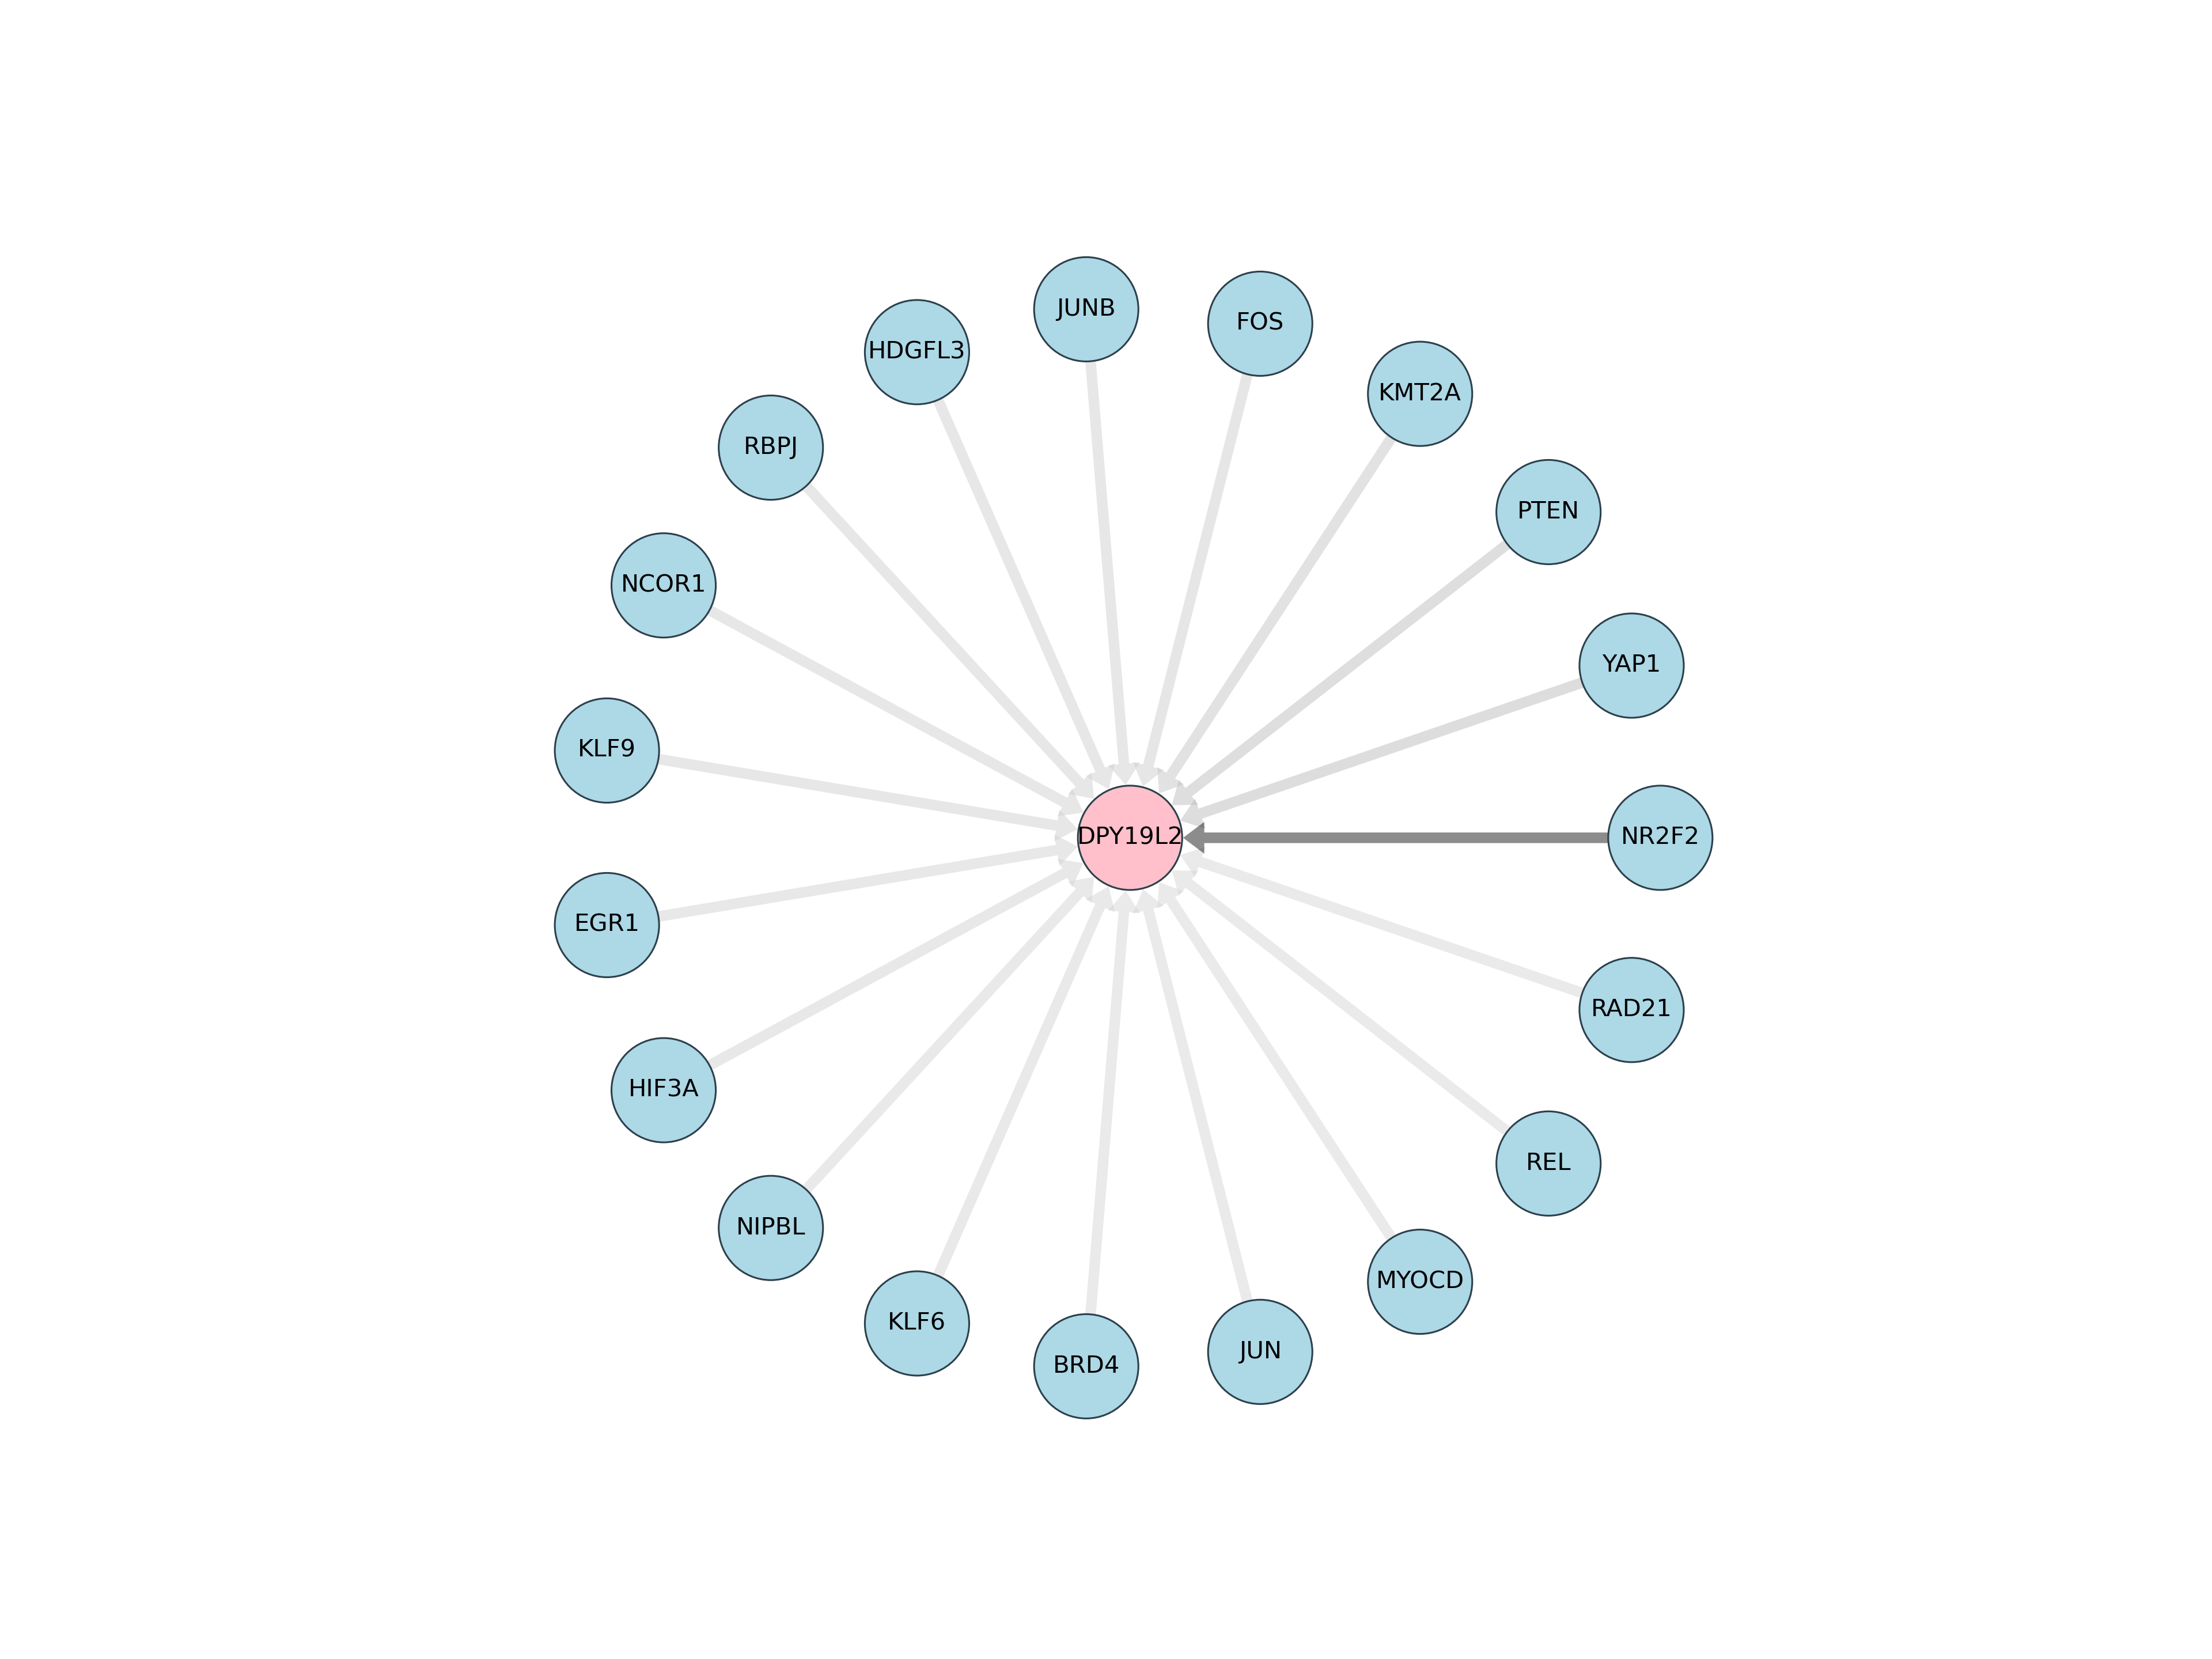 JUNB
FOS
HDGFL3
KMT2A
RBPJ
PTEN
NCOR1
YAP1
KLF9
DPY19L2
NR2F2
EGR1
RAD21
HIF3A
REL
NIPBL
MYOCD
KLF6
JUN
BRD4